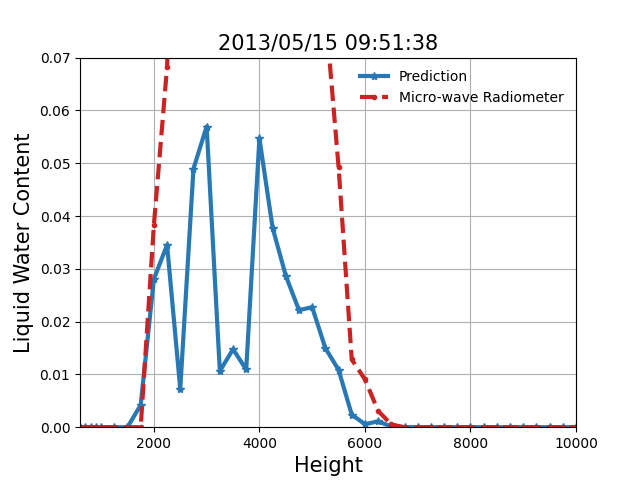 2013/05/15 09:51:38
0.07
0.06
0.05
0.04
0.03
0.02
0.01
0.00
Liquid Water Content
Prediction
Micro-wave Radiometer
2000 4000 6000 8000 10000
Height